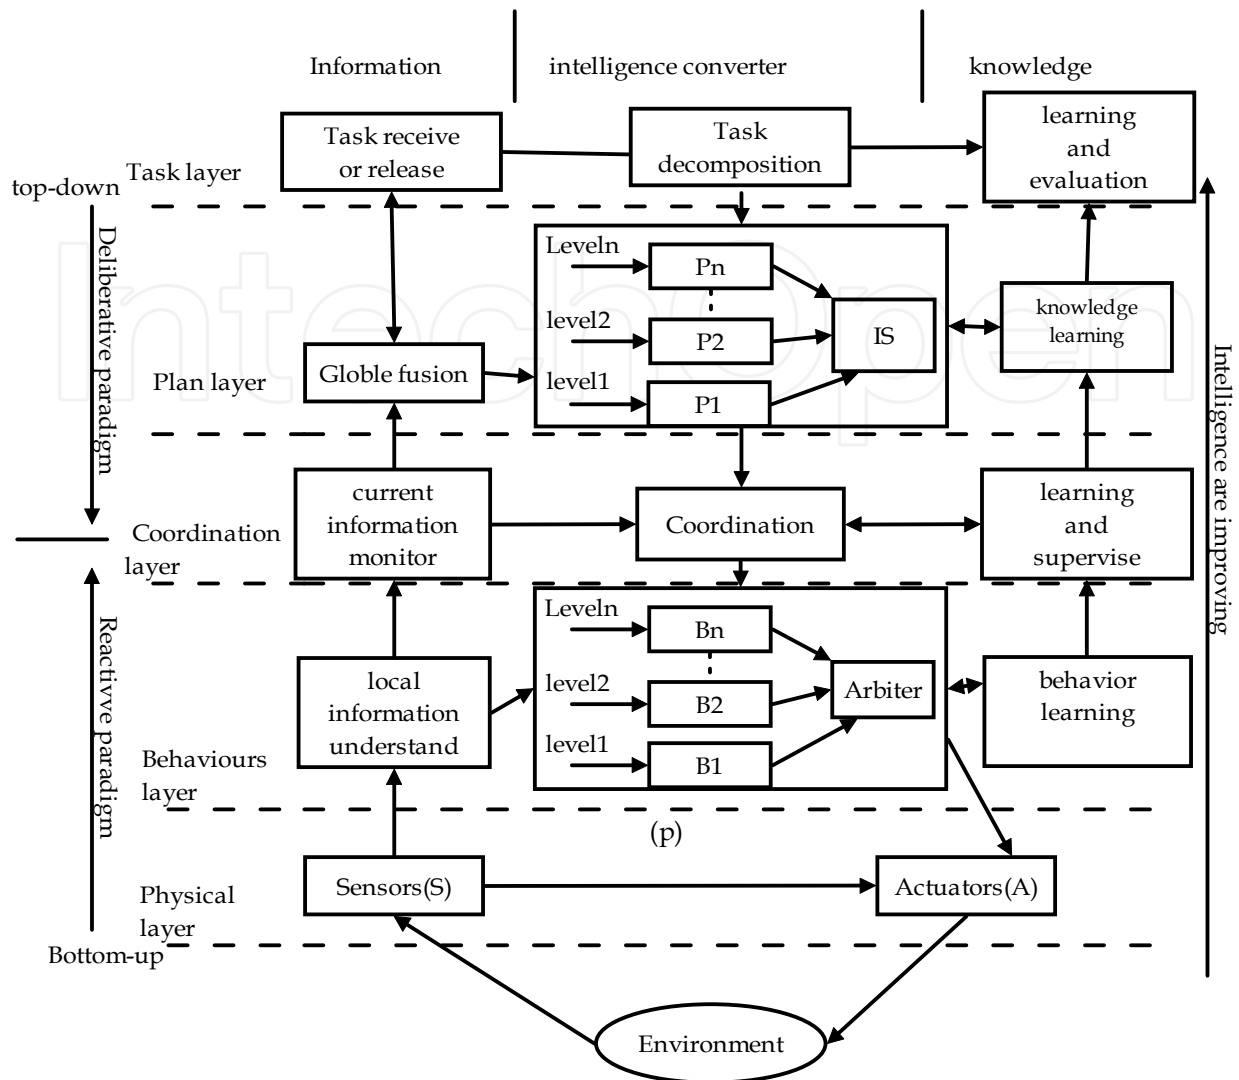 Information
intelligence converter
knowledge
Task layer
top-down
Task receive
or release
Task
decomposition
learning
and
evaluation
Deliberative paradigm
Plan layer
Globle fusion
Leveln
Pn
level2
P2
level1
P1
IS
knowledge
learning
IntechOpen
Intelligence are improving
Coordination
layer
current
information
monitor
Coordination
learning
and
supervise
Reactivve paradigm
Behaviours
layer
local
information
understand
Leveln
Bn
level2
B2
level1
B1
Arbiter
behavior
learning
(p)
Physical
layer
Sensors(S)
Actuators(A)
Bottom-up
Environment